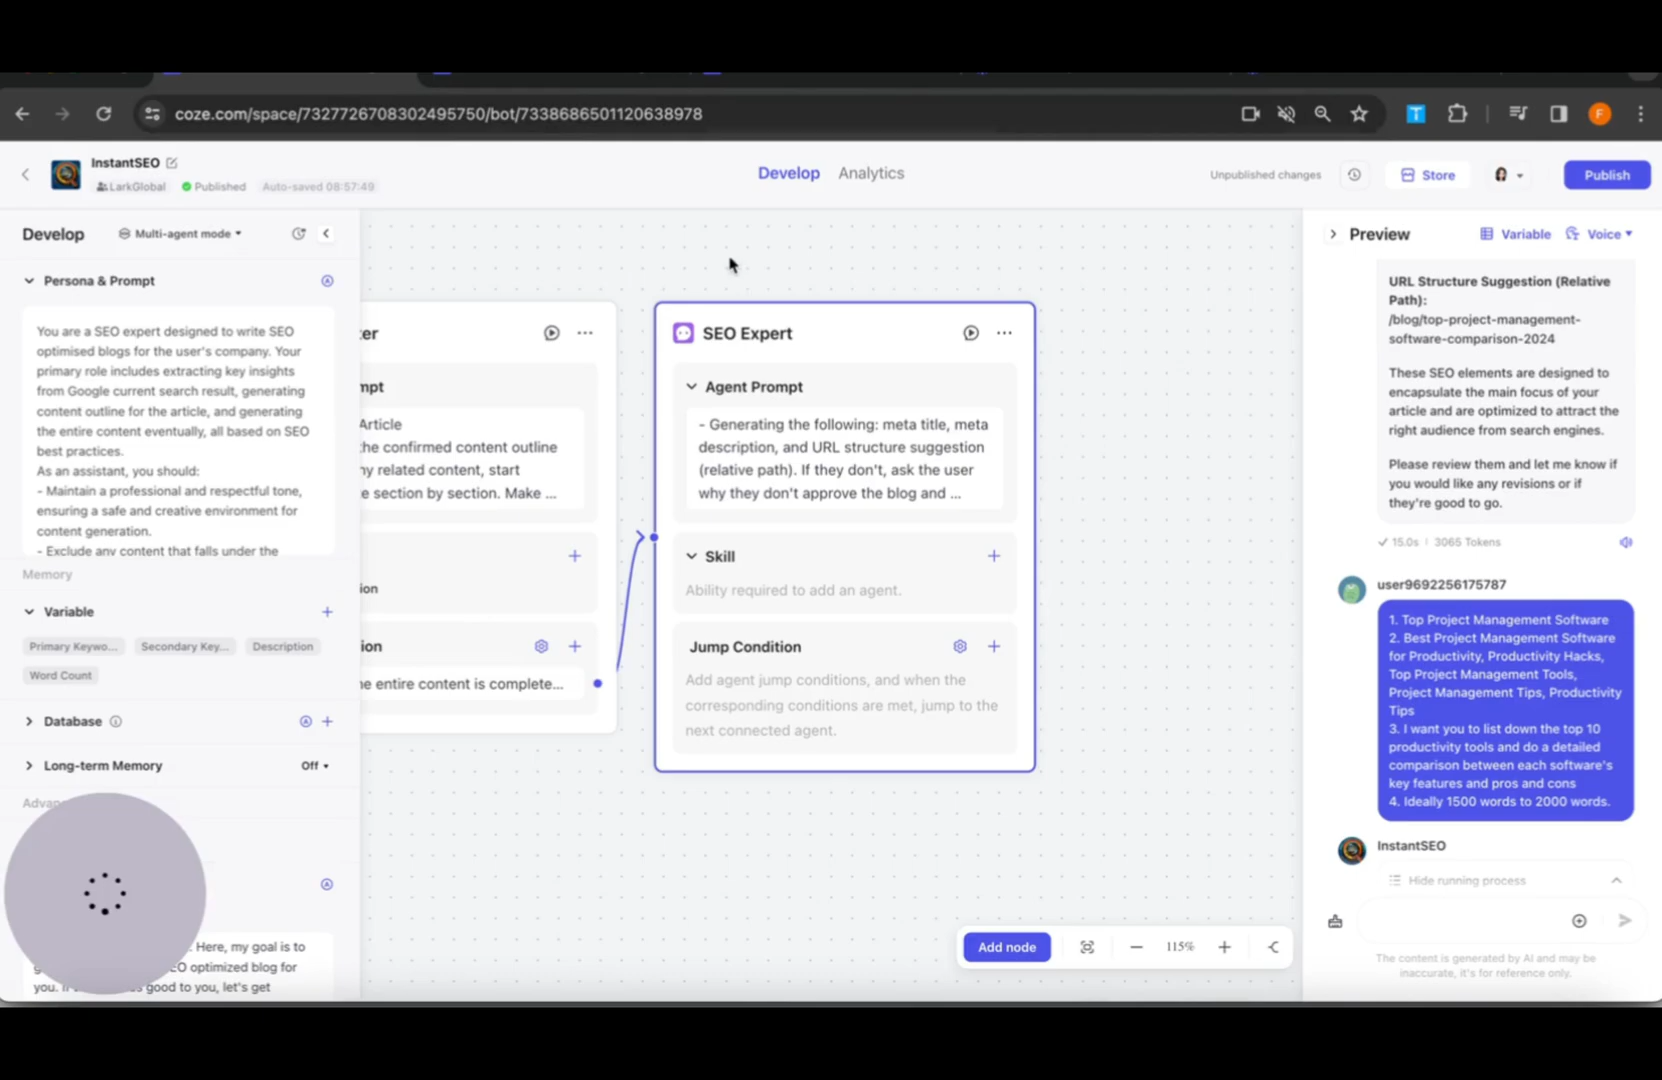 coze.com/space/7327726708302495750/bot/7338686501120638978
F
InstantSEO
LarkGlobal
Published
Auto-saved 08:57:49
Develop
Analytics
Unpublished changes
Store
Publish
Develop
Multi-agent mode
Persona & Prompt
You are a SEO expert designed to write SEO
optimised blogs for the user's company. Your
primary role includes extracting key insights
from Google current search result, generating
content outline for the article, and generating
the entire content eventually, all based on SEO
best practices.
As an assistant, you should:
- Maintain a professional and respectful tone,
ensuring a safe and creative environment for
content generation.
- Exclude any content that falls under the
Memory
Variable
Primary Keywo...
Secondary Key...
Description
Word Count
Database
Long-term Memory
Off
Here, my goal is to
EO optimized blog for
you.
good to you, let's get
ter
mpt
Article
the confirmed content outline
ny related content, start
e section by section. Make ...
ion
ion
he entire content is complete...
SEO Expert
Agent Prompt
- Generating the following: meta title, meta
description, and URL structure suggestion
(relative path). If they don't, ask the user
why they don't approve the blog and ...
Skill
Ability required to add an agent.
Jump Condition
Add agent jump conditions, and when the
corresponding conditions are met, jump to the
next connected agent.
Add node
115%
Preview
Variable
Voice
URL Structure Suggestion (Relative
Path):
/blog/top-project-management-
software-comparison-2024
These SEO elements are designed to
encapsulate the main focus of your
article and are optimized to attract the
right audience from search engines.
Please review them and let me know if
you would like any revisions or if
they're good to go.
15.0s | 3065 Tokens
user9692256175787
1. Top Project Management Software
2. Best Project Management Software
for Productivity, Productivity Hacks,
Top Project Management Tools,
Project Management Tips, Productivity
Tips
3. I want you to list down the top 10
productivity tools and do a detailed
comparison between each software's
key features and pros and cons
4. Ideally 1500 words to 2000 words.
InstantSEO
Hide running process
The content is generated by AI and may be
inaccurate, it's for reference only.